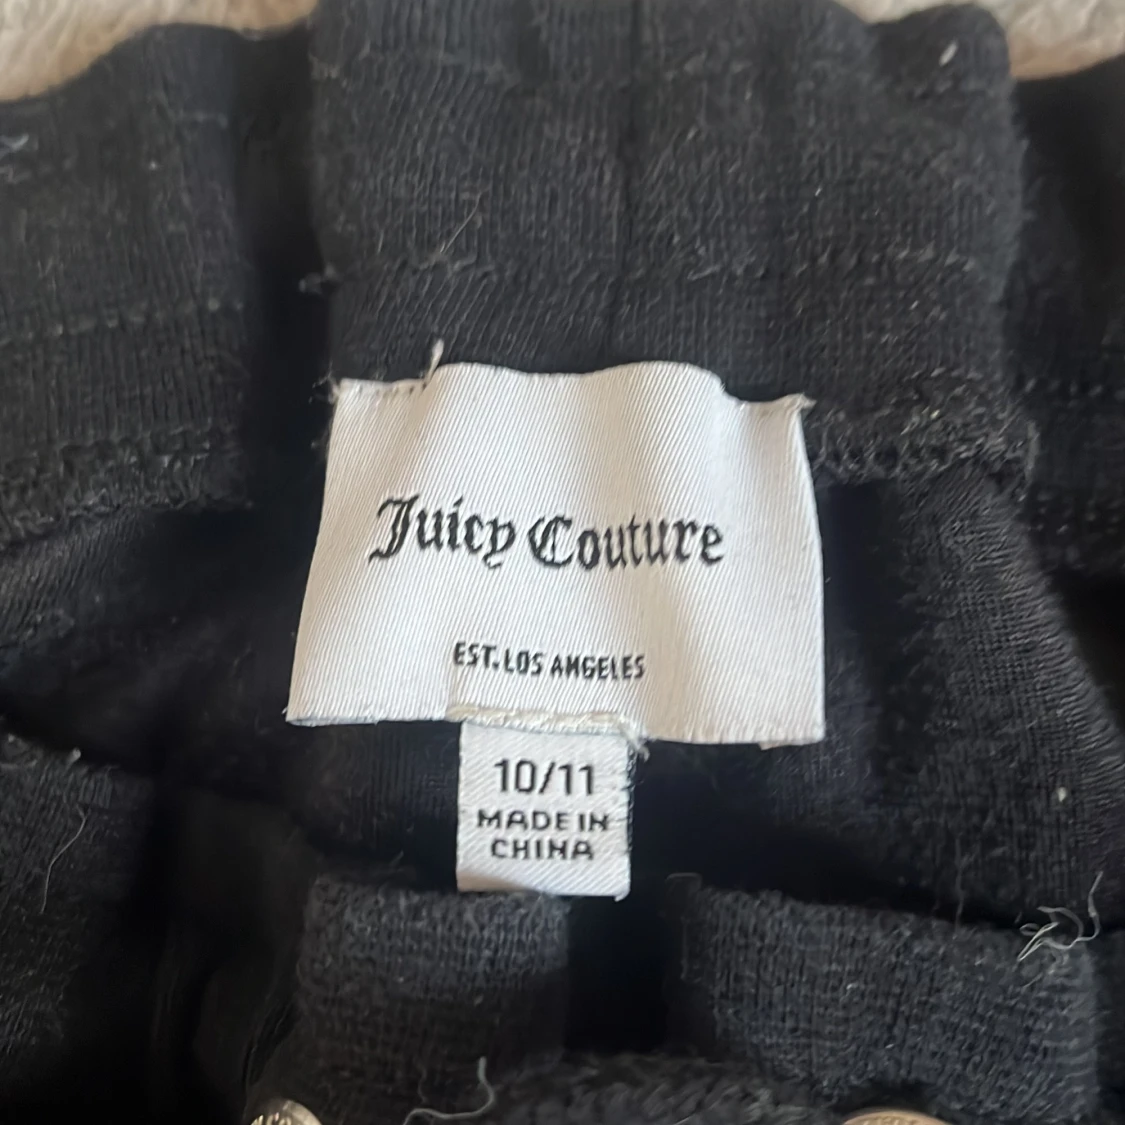 Juicy Couture
EST. LOS ANGELES
10/11
MADE IN
CHINA